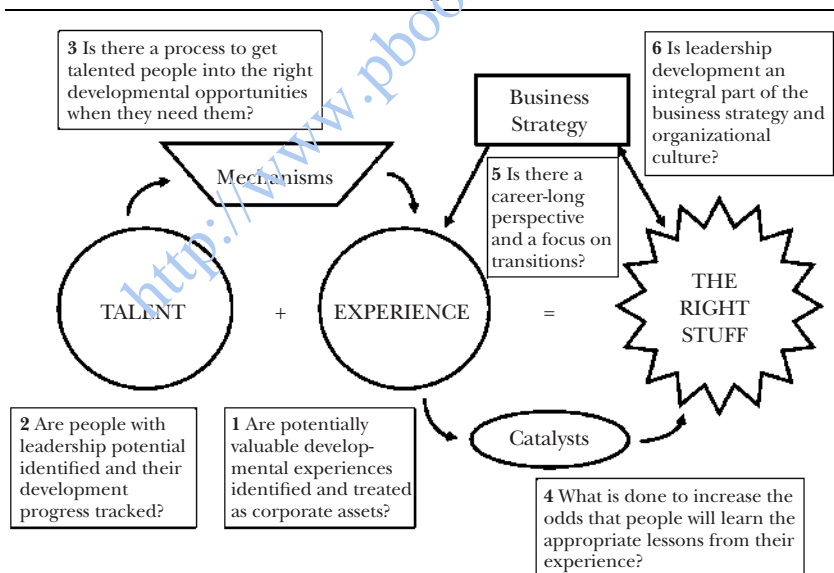 3 Is there a process to get
talented people into the right
developmental opportunities
when they need them?
Business
Strategy
6 Is leadership
development an
integral part of the
business strategy and
organizational
culture?
Mechanisms
5 Is there a
career-long
perspective
and a focus on
transitions?
TALENT
+
EXPERIENCE
=
THE
RIGHT
STUFF
2 Are people with
leadership potential
identified and their
development
progress tracked?
1 Are potentially
valuable develop-
mental experiences
identified and treated
as corporate assets?
Catalysts
4 What is done to increase the
odds that people will learn the
appropriate lessons from their
experience?
http://www.pboo